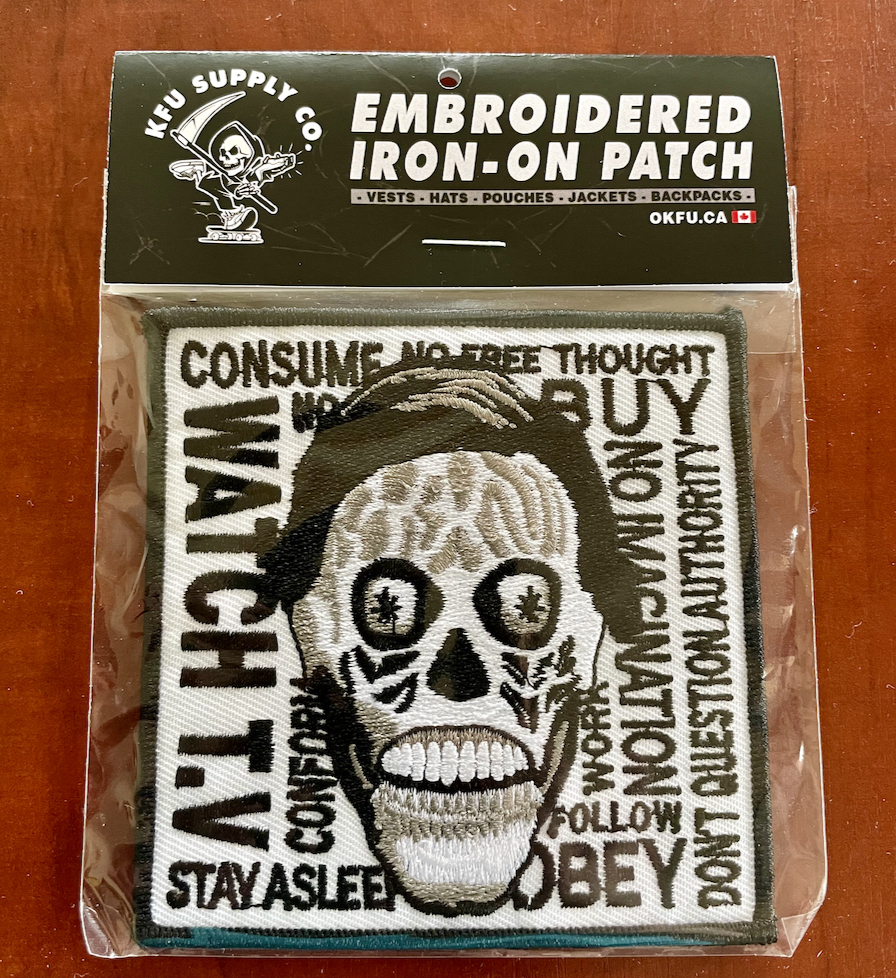 KFU SUPPLY CO.
EMBROIDERED
IRON-ON PATCH
- VESTS - HATS - POUCHES - JACKETS - BACKPACKS -
OKFU.CA
CONSUME NO FREE THOUGHT
NO
BUY
WATCH T.V
NO IMAGINATION
DON'T QUESTION AUTHORITY
CONFORM
WORK
FOLLOW
STAY ASLEEP
OBEY